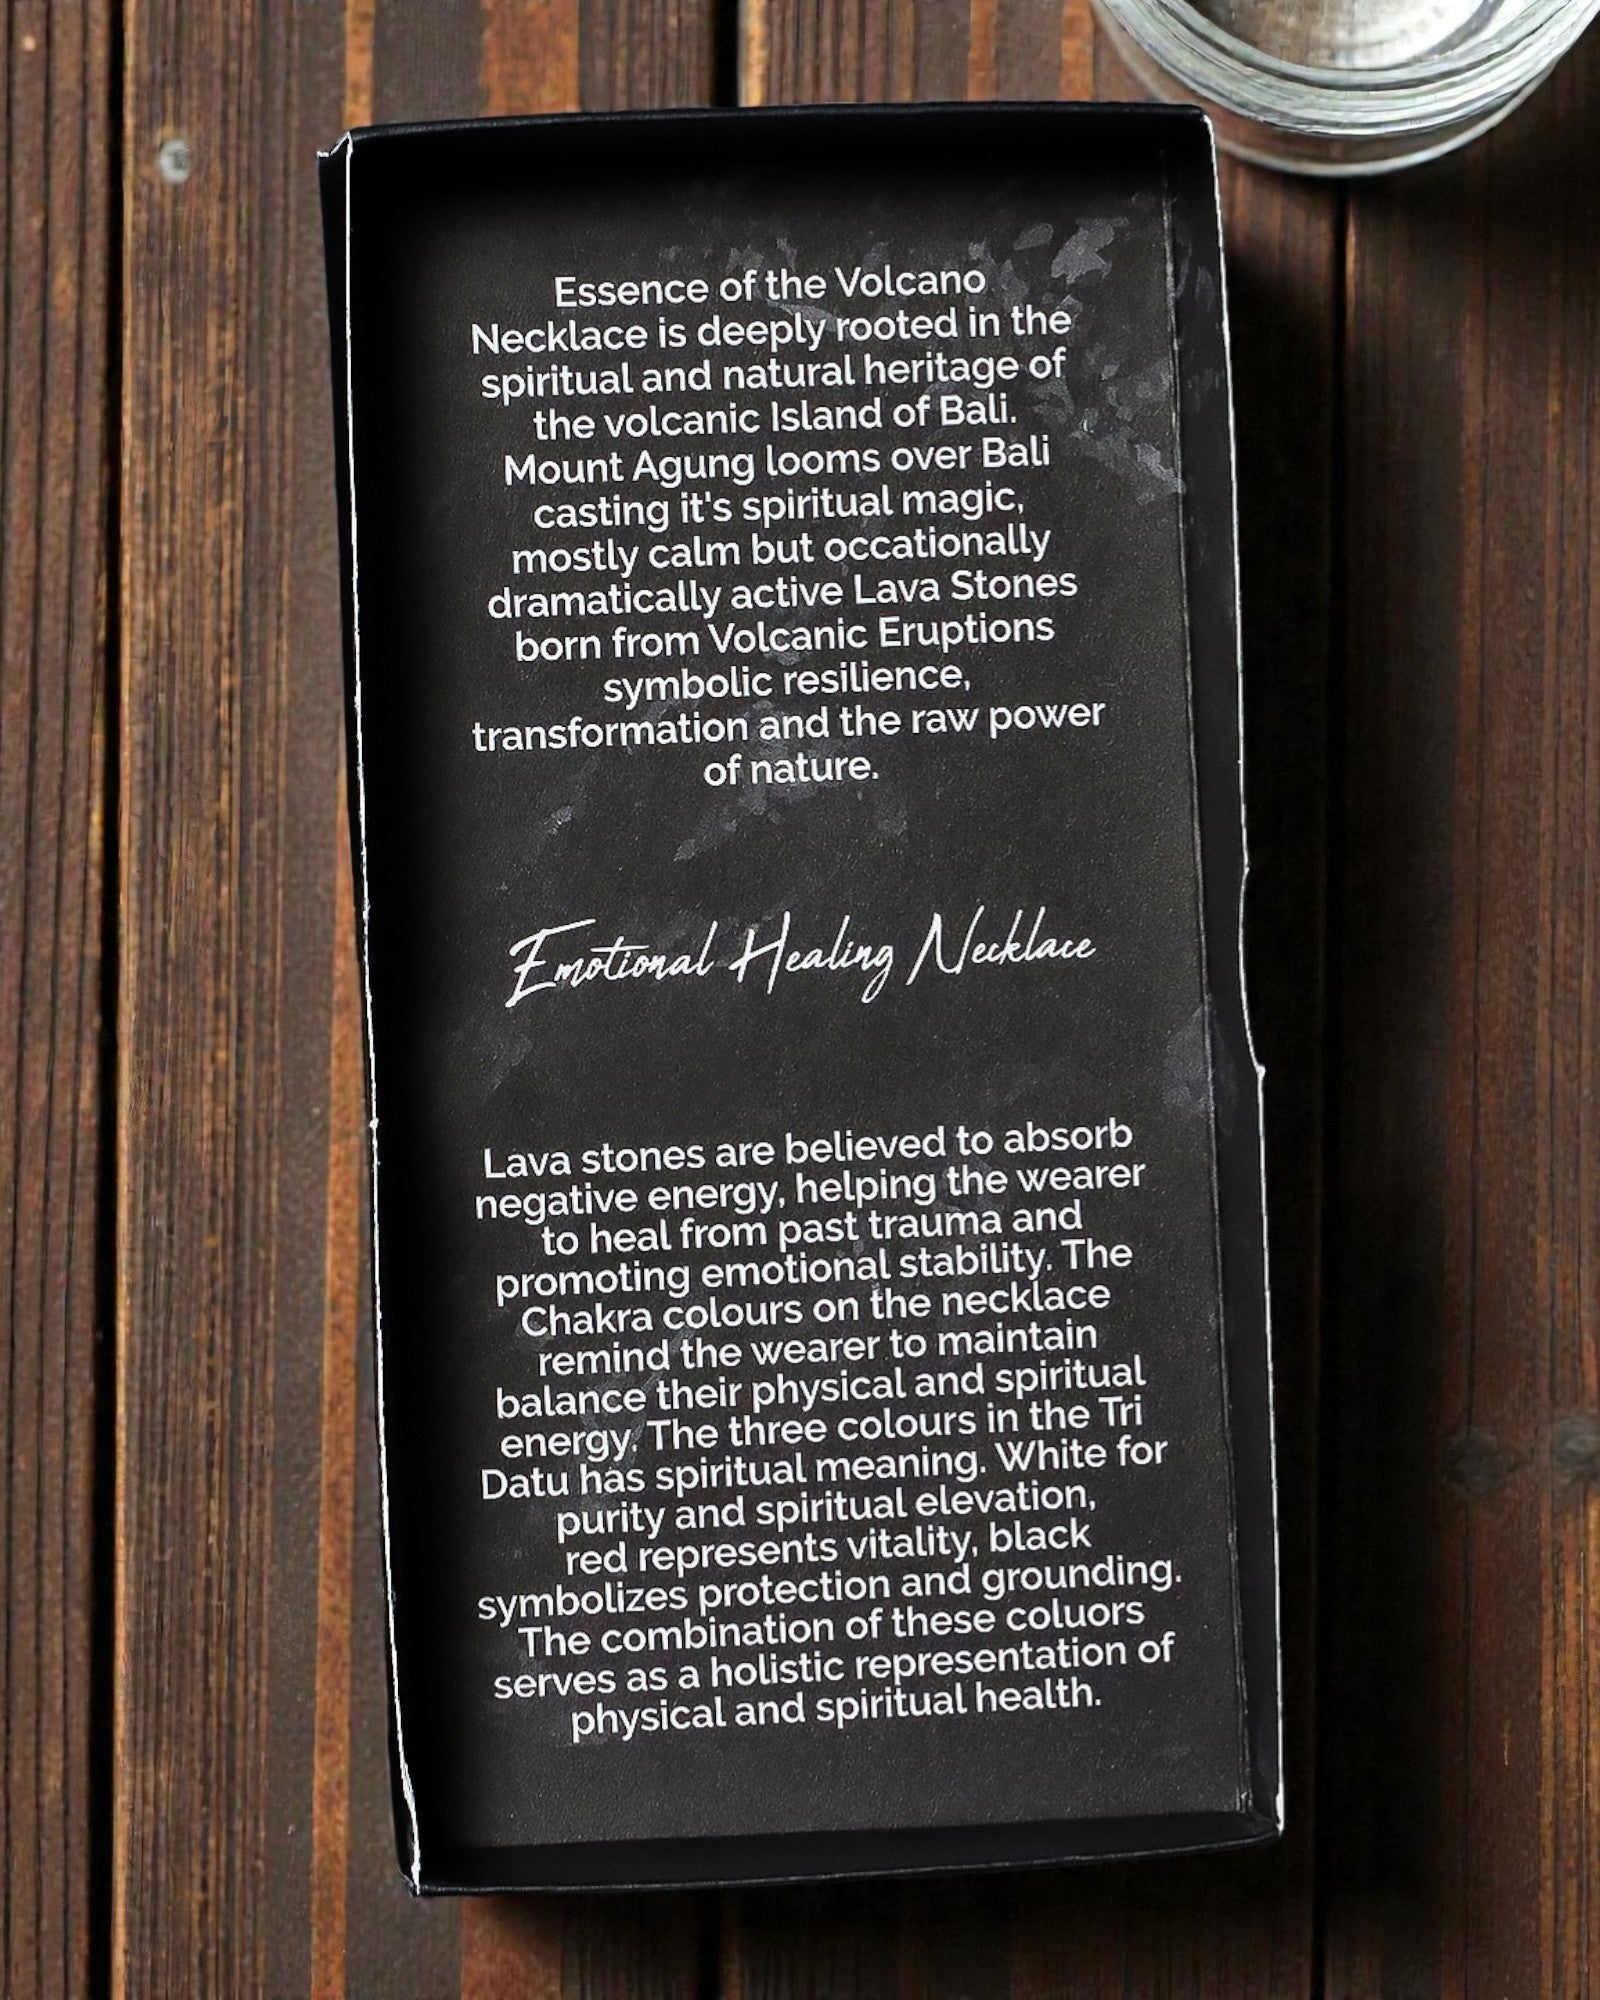 Essence of the Volcano
Necklace is deeply rooted in the
spiritual and natural heritage of
the volcanic Island of Bali.
Mount Agung looms over Bali
casting it's spiritual magic,
mostly calm but occationally
dramatically active Lava Stones
born from Volcanic Eruptions
symbolic resilience,
transformation and the raw power
of nature.
Emotional Healing Necklace
Lava stones are believed to absorb
negative energy, helping the wearer
to heal from past trauma and
promoting emotional stability. The
Chakra colours on the necklace
remind the wearer to maintain
balance their physical and spiritual
energy. The three colours in the Tri
Datu has spiritual meaning. White for
purity and spiritual elevation,
red represents vitality, black
symbolizes protection and grounding.
The combination of these coluors
serves as a holistic representation of
physical and spiritual health.